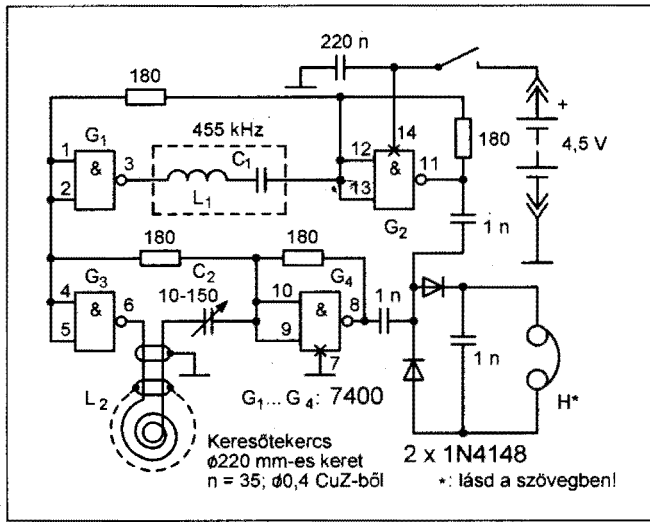 220 n
180
G1
14
+
1
455 kHz
12
180
4,5 V
&
3
C1
&
11
2
L1
13
G2
1 n
180
180
G3
C2
G4
4
&
6
10-150
10
&
8
1 n
5
9
7
1 n
L2
G1...G4: 7400
H*
Keresőtekercs
ø220 mm-es keret
n = 35; ø0,4 CuZ-ből
2 x 1N4148
*: lásd a szövegben!